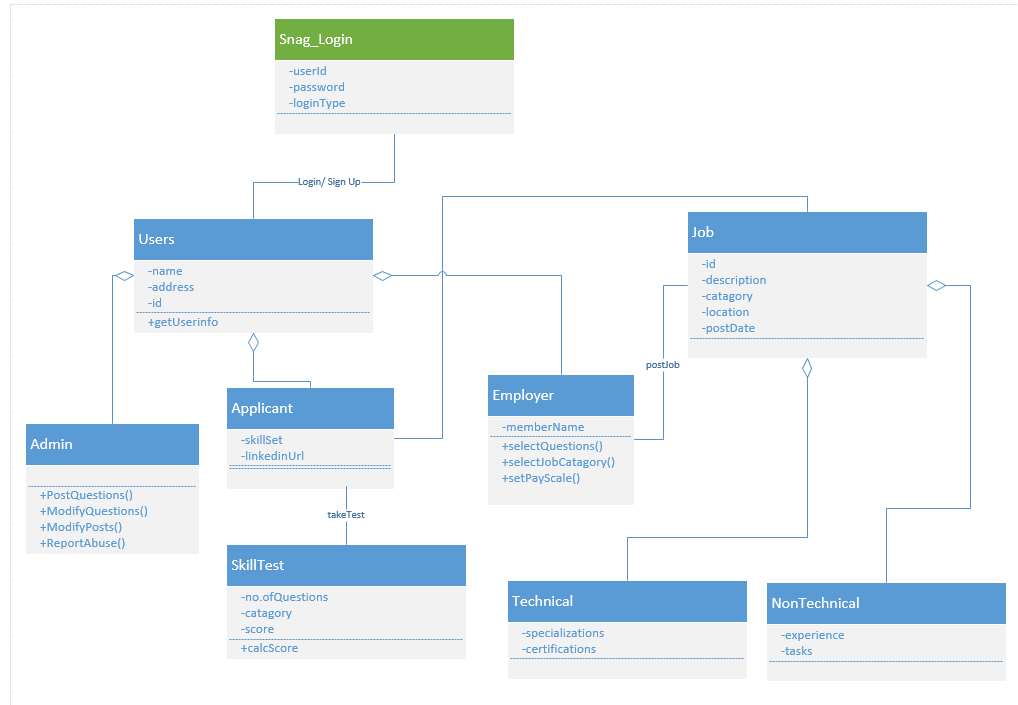 Snag_Login
-userId
-password
-loginType
Login/ Sign Up
Users
-name
-address
-id
+getUserinfo
Job
-id
-description
-catagory
-location
-postDate
postJob
Employer
-memberName
+selectQuestions()
+selectJobCatagory()
+setPayScale()
Applicant
-skillSet
-linkedinUrl
Admin
+PostQuestions()
+ModifyQuestions()
+ModifyPosts()
+ReportAbuse()
takeTest
SkillTest
-no.ofQuestions
-catagory
-score
+calcScore
Technical
-specializations
-certifications
NonTechnical
-experience
-tasks